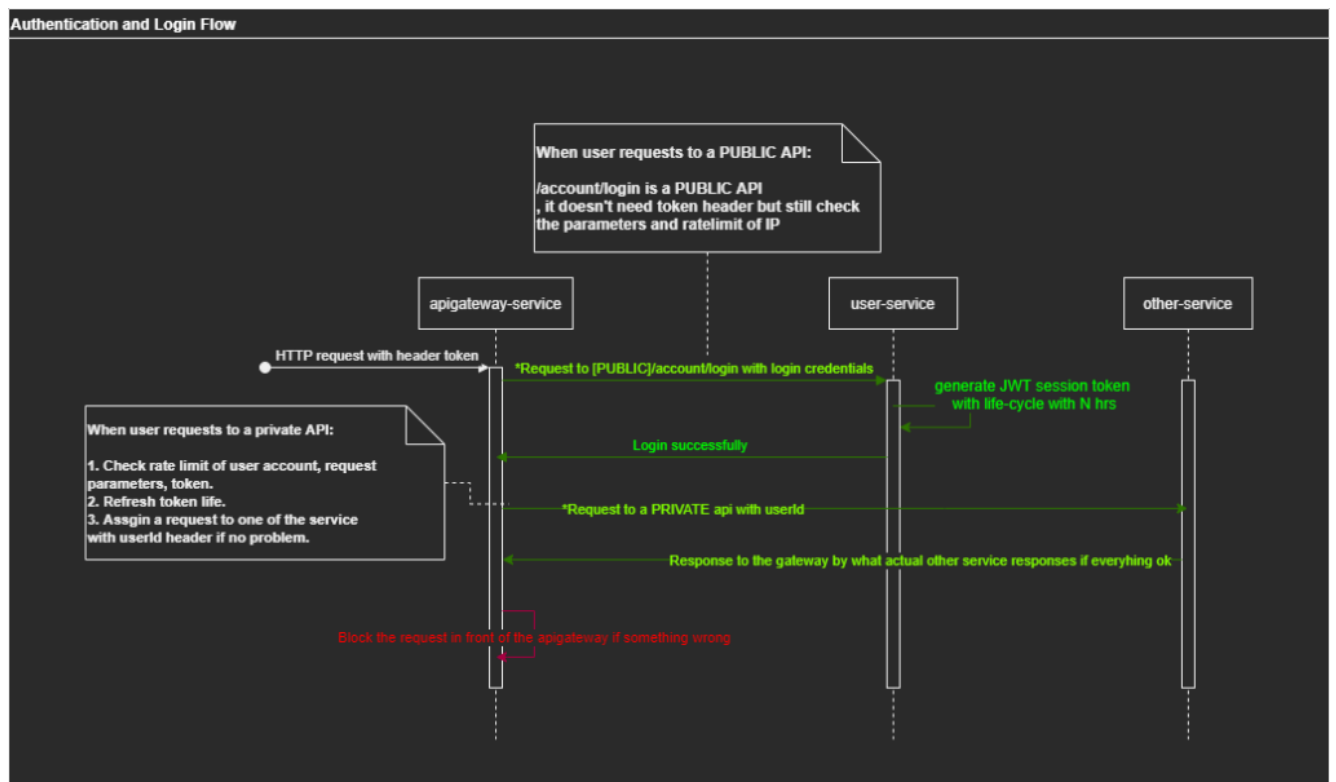 Authentication and Login Flow
When user requests to a PUBLIC API:
/account/login is a PUBLIC API
, it doesn't need token header but still check
the parameters and ratelimit of IP
apigateway-service
user-service
other-service
HTTP request with header token
*Request to [PUBLIC]/account/login with login credentials
generate JWT session token
with life-cycle with N hrs
When user requests to a private API:
1. Check rate limit of user account, request
parameters, token.
2. Refresh token life.
3. Assgin a request to one of the service
with userId header if no problem.
Login successfully
*Request to a PRIVATE api with userId
Response to the gateway by what actual other service responses if everyhing ok
Block the request in front of the apigateway if something wrong